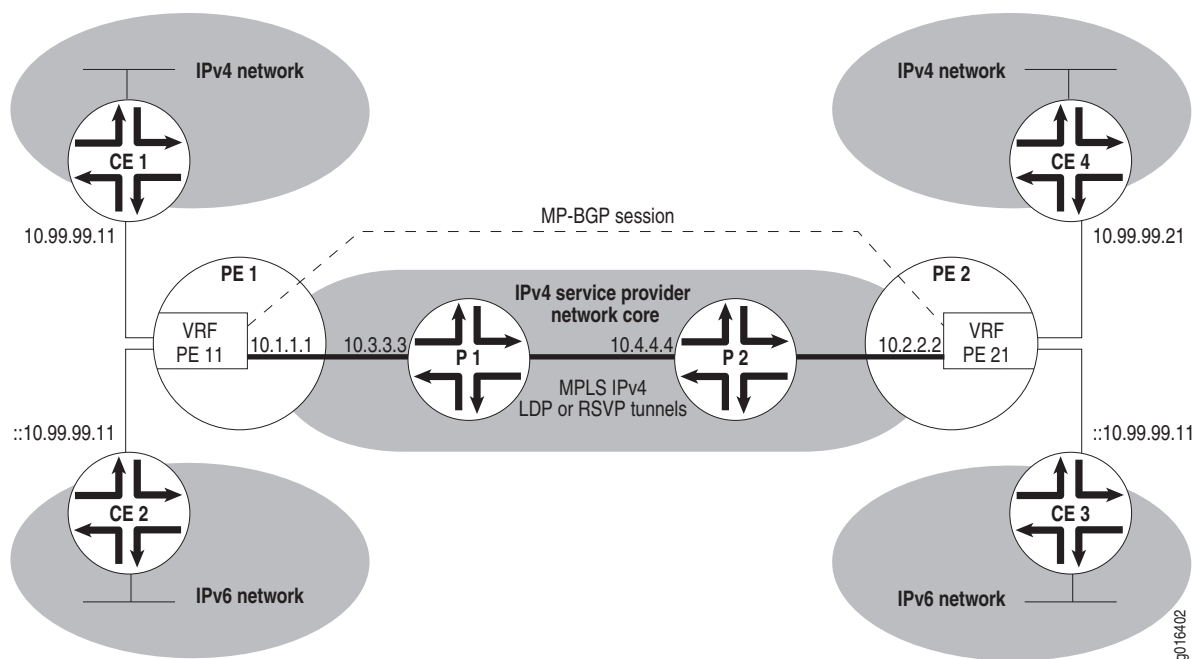 IPv4 network
IPv4 network
CE 1
CE 4
MP-BGP session
10.99.99.11
10.99.99.21
PE 1
PE 2
IPv4 service provider
network core
VRF
PE 11
10.1.1.1
10.3.3.3
P 1
10.4.4.4
P 2
10.2.2.2
VRF
PE 21
MPLS IPv4
LDP or RSVP tunnels
::10.99.99.11
::10.99.99.11
CE 2
CE 3
IPv6 network
IPv6 network
g016402